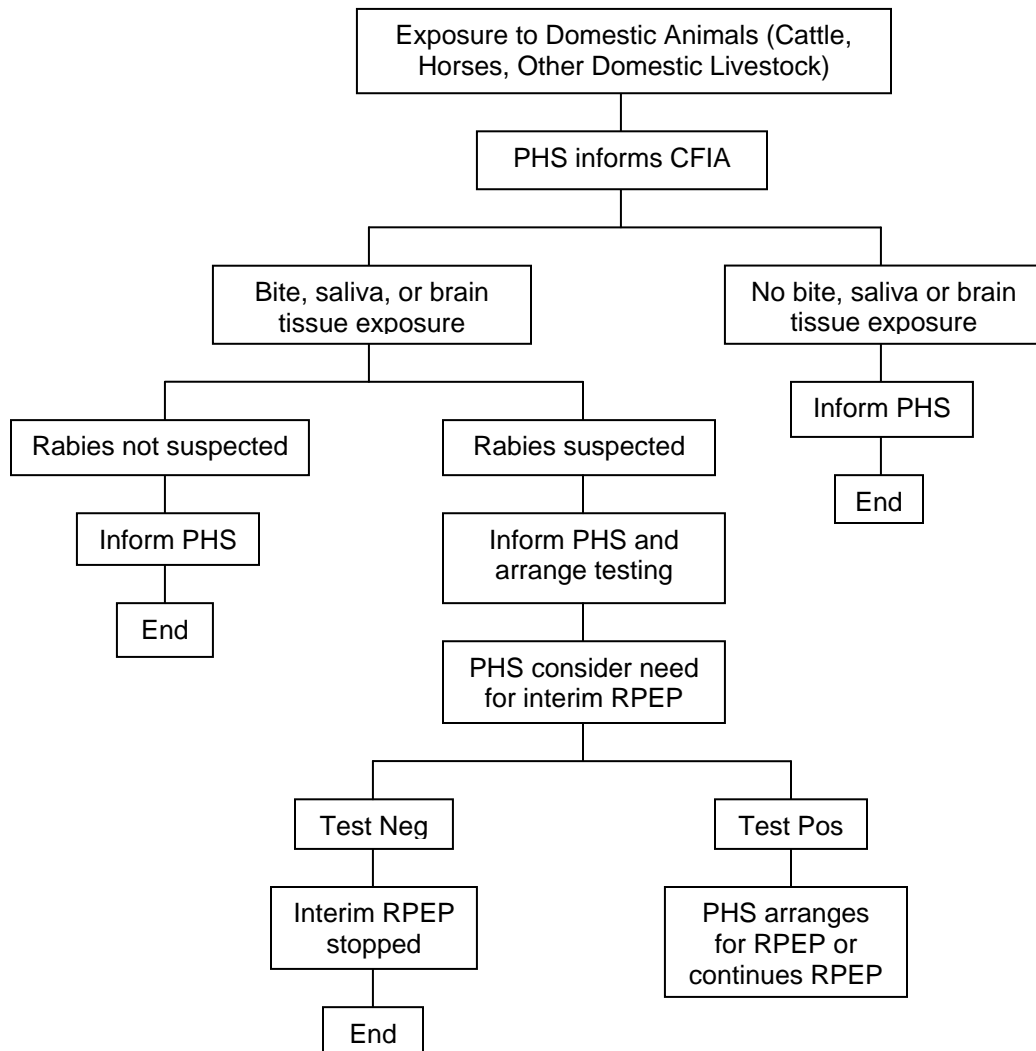 Exposure to Domestic Animals (Cattle,
Horses, Other Domestic Livestock)
PHS informs CFIA
Bite, saliva, or brain
tissue exposure
No bite, saliva or brain
tissue exposure
Inform PHS
End
Rabies not suspected
Rabies suspected
Inform PHS
End
Inform PHS and
arrange testing
PHS consider need
for interim RPEP
Test Neg
Test Pos
Interim RPEP
stopped
End
PHS arranges
for RPEP or
continues RPEP